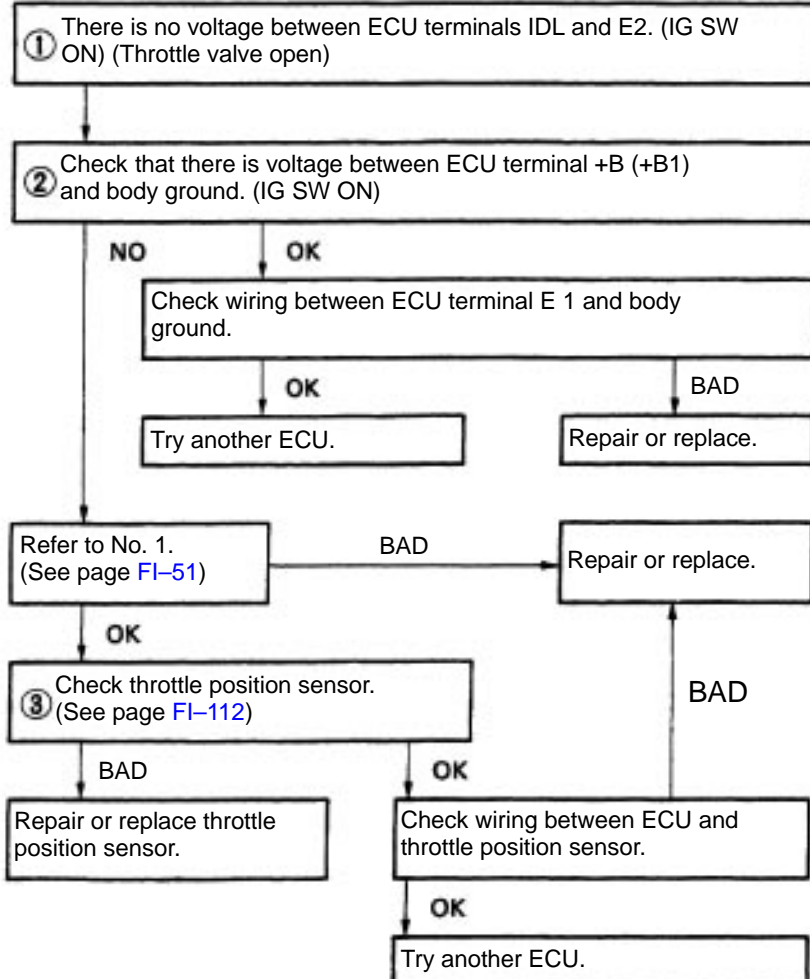 ① There is no voltage between ECU terminals IDL and E2. (IG SW
ON) (Throttle valve open)
② Check that there is voltage between ECU terminal +B (+B1)
and body ground. (IG SW ON)
NO
OK
Check wiring between ECU terminal E 1 and body
ground.
OK
BAD
Try another ECU.
Repair or replace.
Refer to No. 1.
(See page FI–51)
BAD
Repair or replace.
OK
③ Check throttle position sensor.
(See page FI–112)
BAD
BAD
OK
Repair or replace throttle
position sensor.
Check wiring between ECU and
throttle position sensor.
OK
Try another ECU.